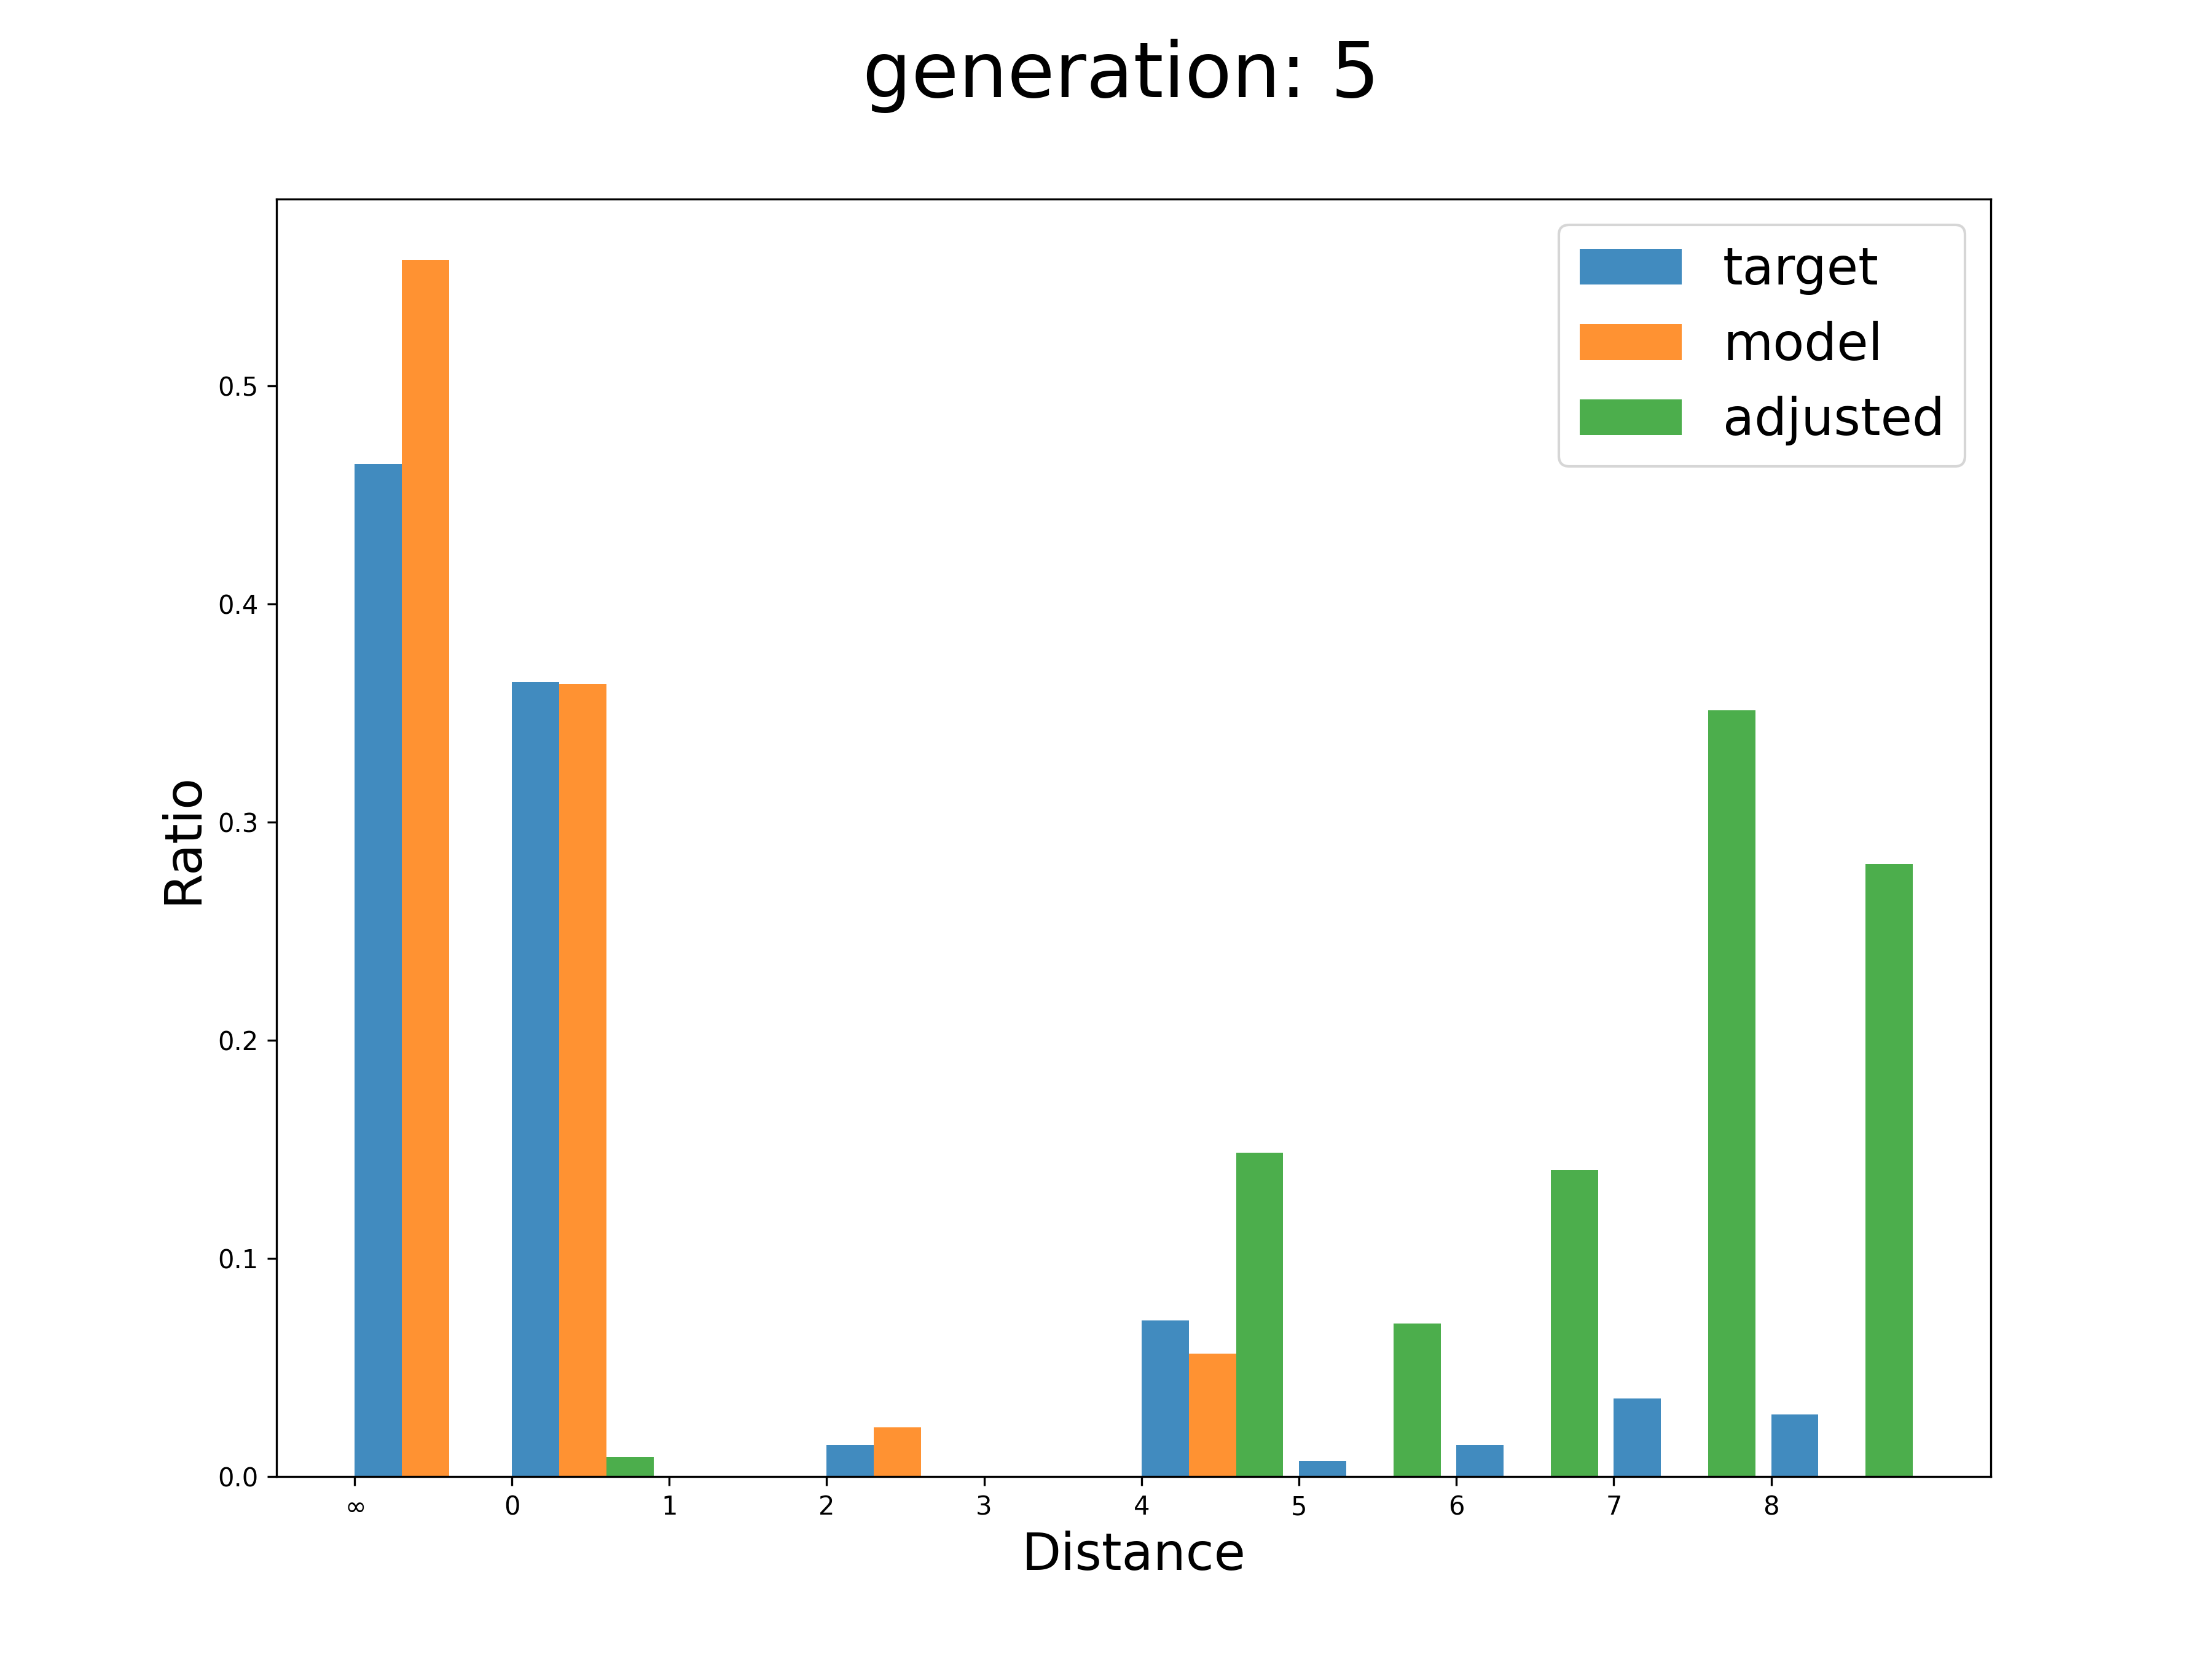 generation: 5
target
model
adjusted
Ratio
0.5
0.4
0.3
0.2
0.1
0.0
∞ 0 1 2 3 4 5 6 7 8
Distance